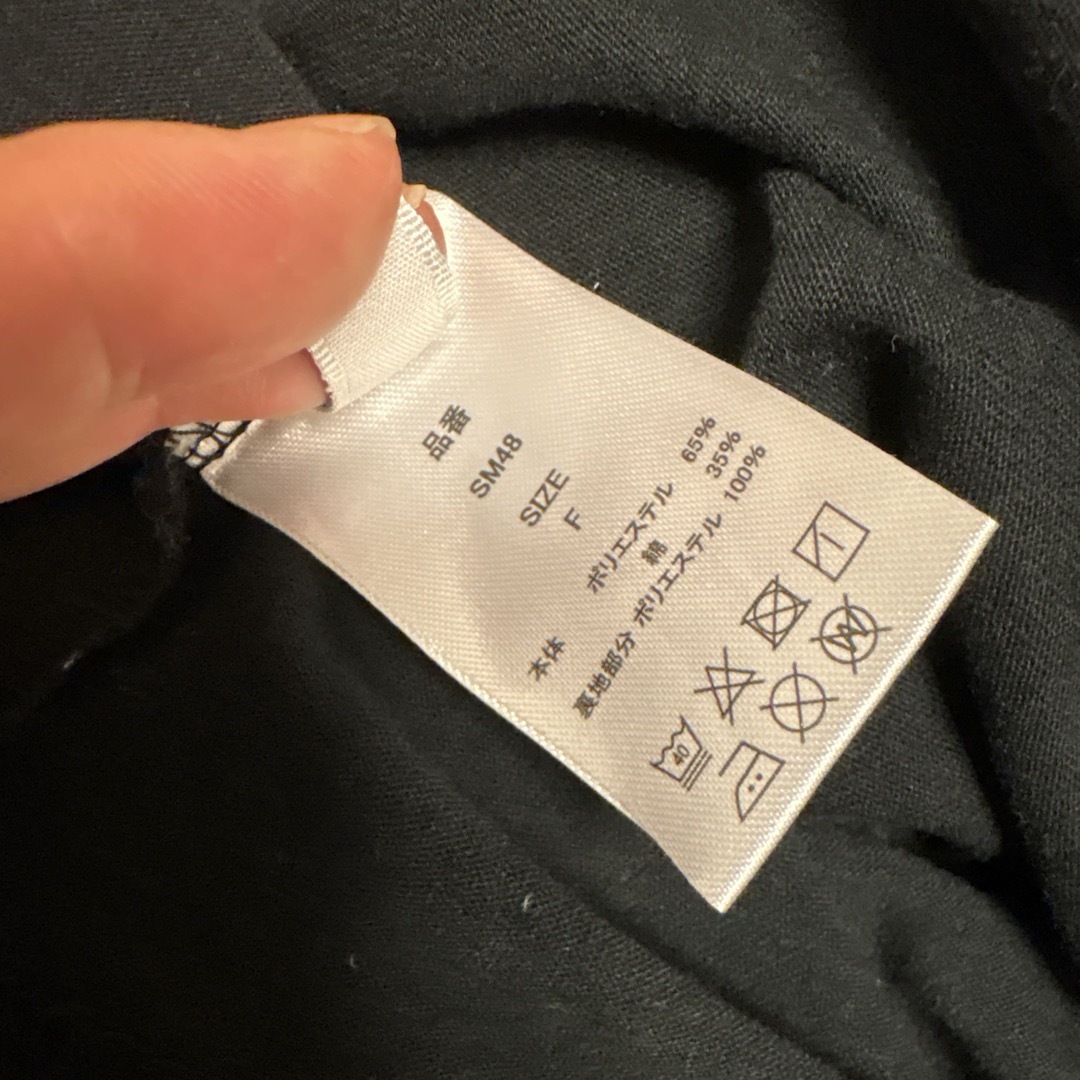 品番
SM48
SIZE
F
本体 ポリエステル 65%
綿 35%
裏地部分 ポリエステル 100%
40
W